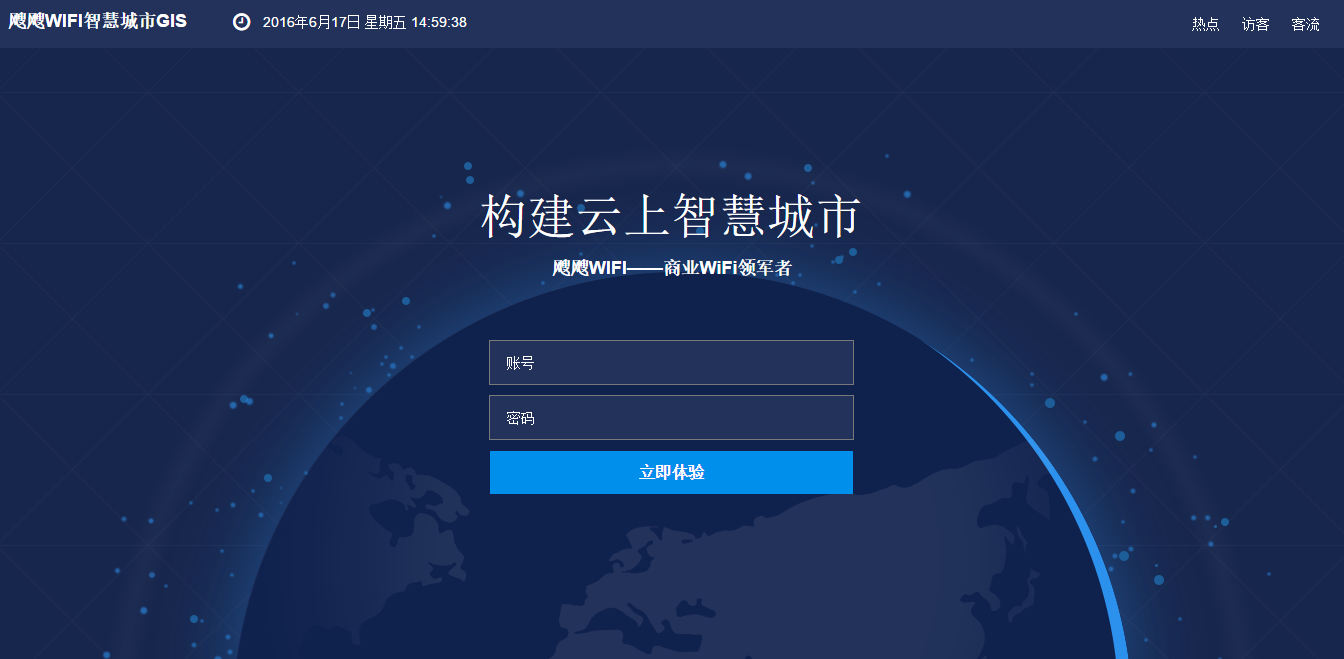 飕飕WIFI智慧城市GIS
2016年6月17日 星期五 14:59:38
热点 访客 客流
构建云上智慧城市
飕飕WIFI——商业WiFi领军者
账号
密码
立即体验